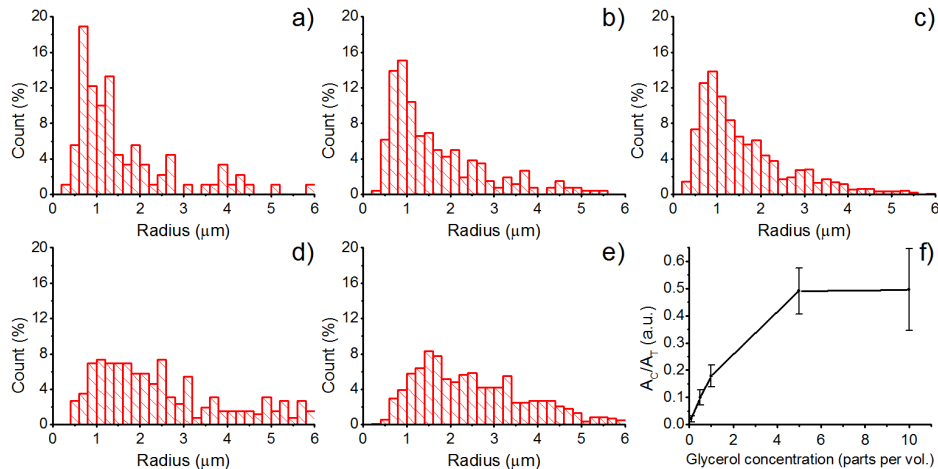 a)
Count (%)
20
16
12
8
4
0
0 1 2 3 4 5 6
Radius (μm)
b)
Count (%)
20
16
12
8
4
0
0 1 2 3 4 5 6
Radius (μm)
c)
Count (%)
20
16
12
8
4
0
0 1 2 3 4 5 6
Radius (μm)
d)
Count (%)
20
16
12
8
4
0
0 1 2 3 4 5 6
Radius (μm)
e)
Count (%)
20
16
12
8
4
0
0 1 2 3 4 5 6
Radius (μm)
f)
A_C/A_T (a.u.)
0.6
0.5
0.4
0.3
0.2
0.1
0.0
0 2 4 6 8 10
Glycerol concentration (parts per vol.)